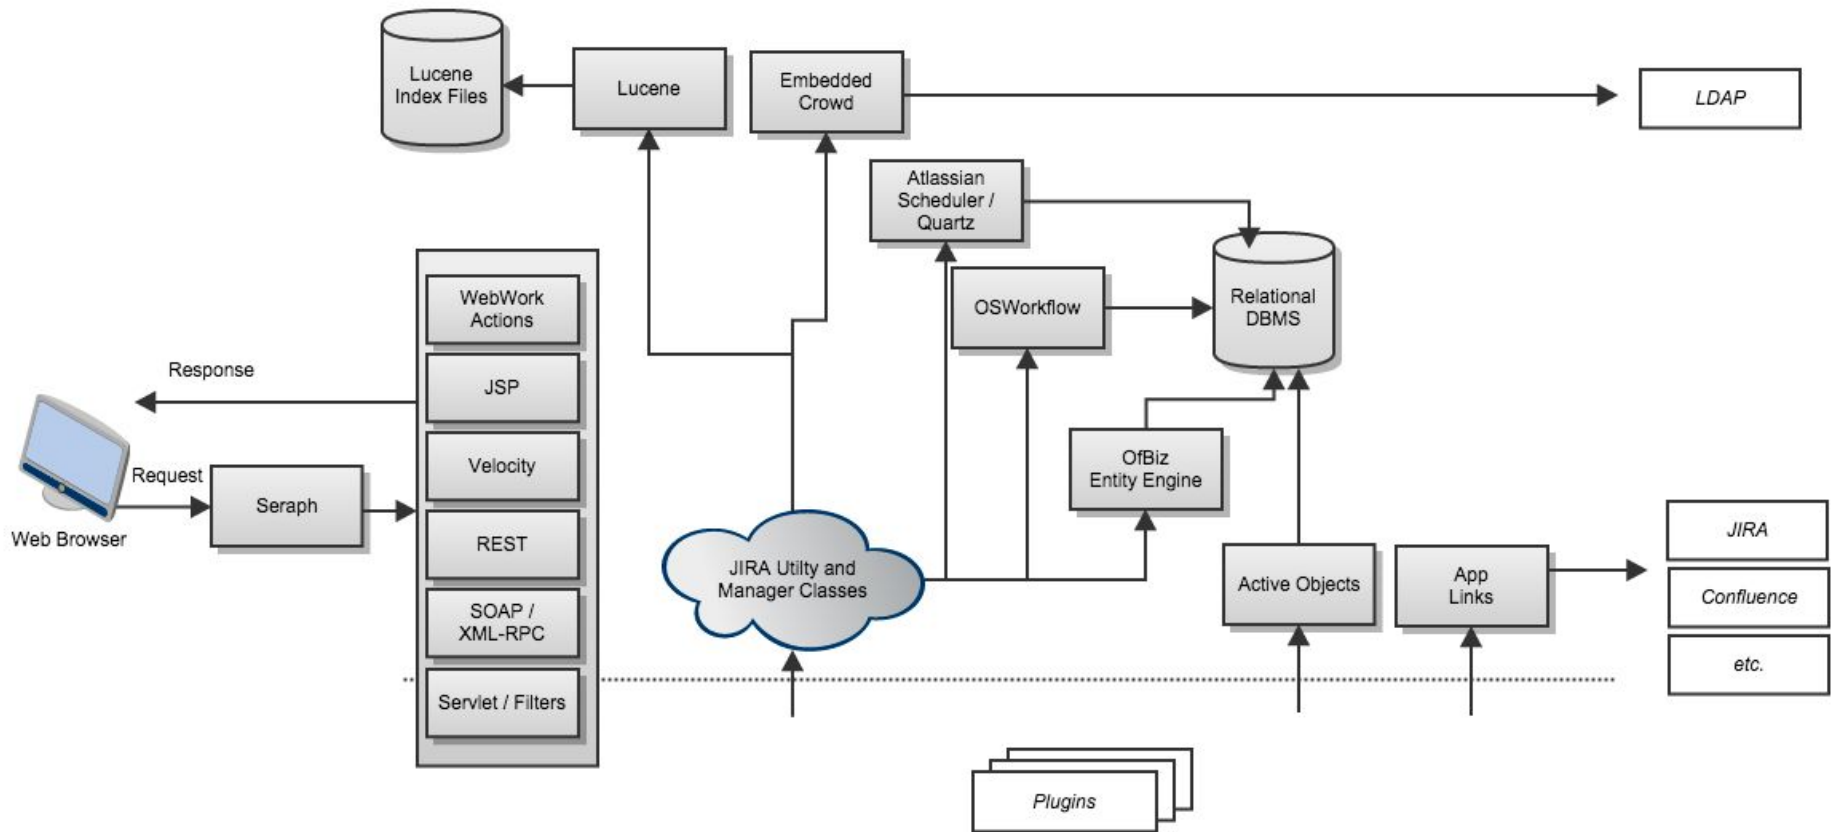 Lucene
Index Files
Lucene
Embedded
Crowd
LDAP
Atlassian
Scheduler /
Quartz
WebWork
Actions
OSWorkflow
Relational
DBMS
Response
JSP
Velocity
OfBiz
Entity Engine
Request
Seraph
Web Browser
REST
JIRA Utilty and
Manager Classes
Active Objects
App
Links
JIRA
Confluence
etc.
SOAP /
XML-RPC
Servlet / Filters
Plugins